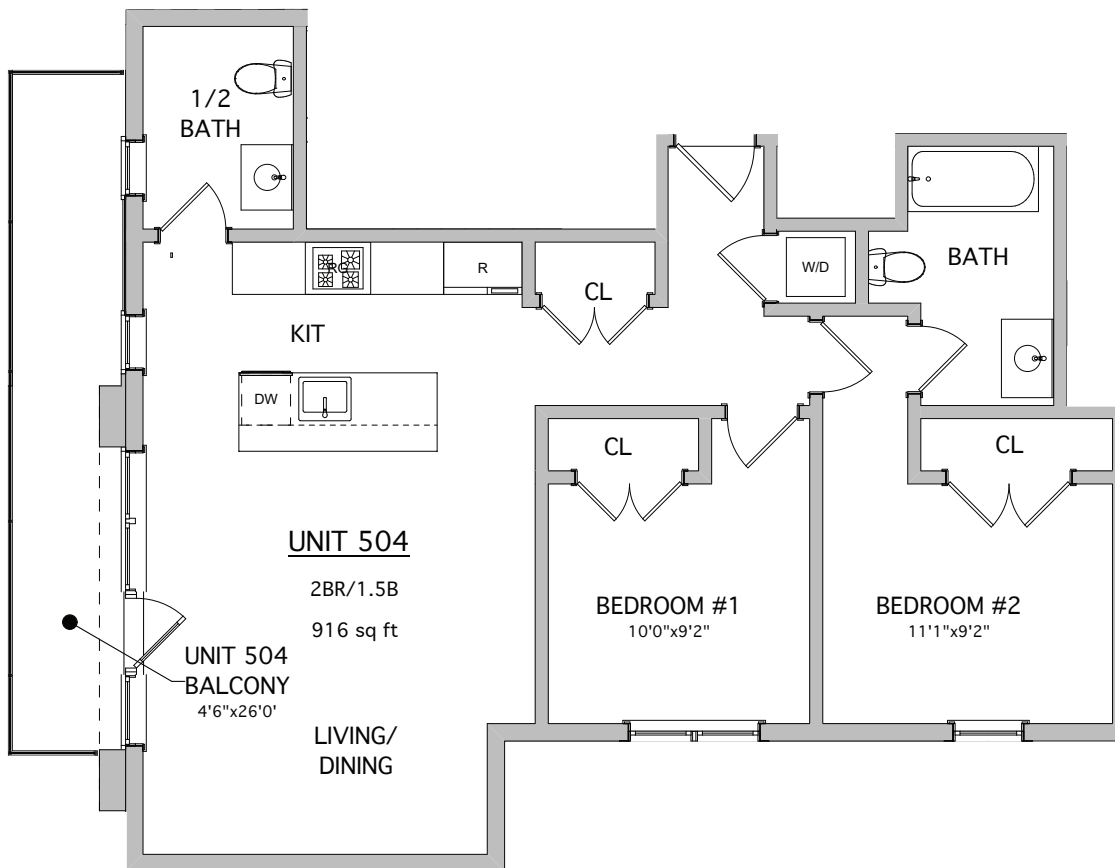 1/2
BATH
RG
R
CL
W/D
BATH
KIT
DW
CL
CL
UNIT 504
2BR/1.5B
916 sq ft
BEDROOM #1
10'0"x9'2"
BEDROOM #2
11'1"x9'2"
UNIT 504
BALCONY
4'6"x26'0'
LIVING/
DINING